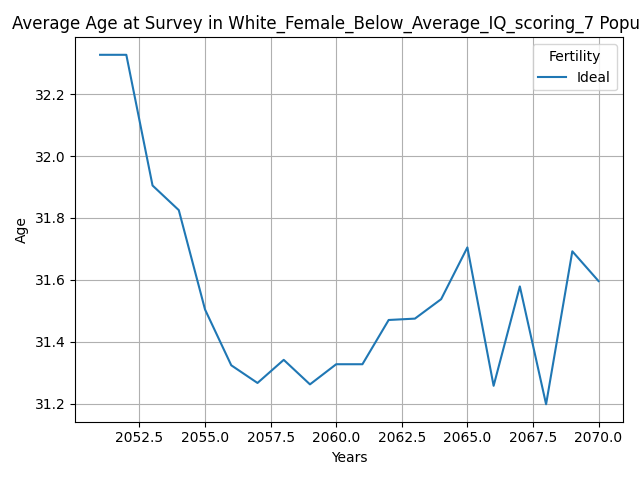 Average Age at Survey in White_Female_Below_Average_IQ_scoring_7 Popu
Fertility
Ideal
32.2
32.0
31.8
31.6
31.4
31.2
Age
2052.5 2055.0 2057.5 2060.0 2062.5 2065.0 2067.5 2070.0
Years